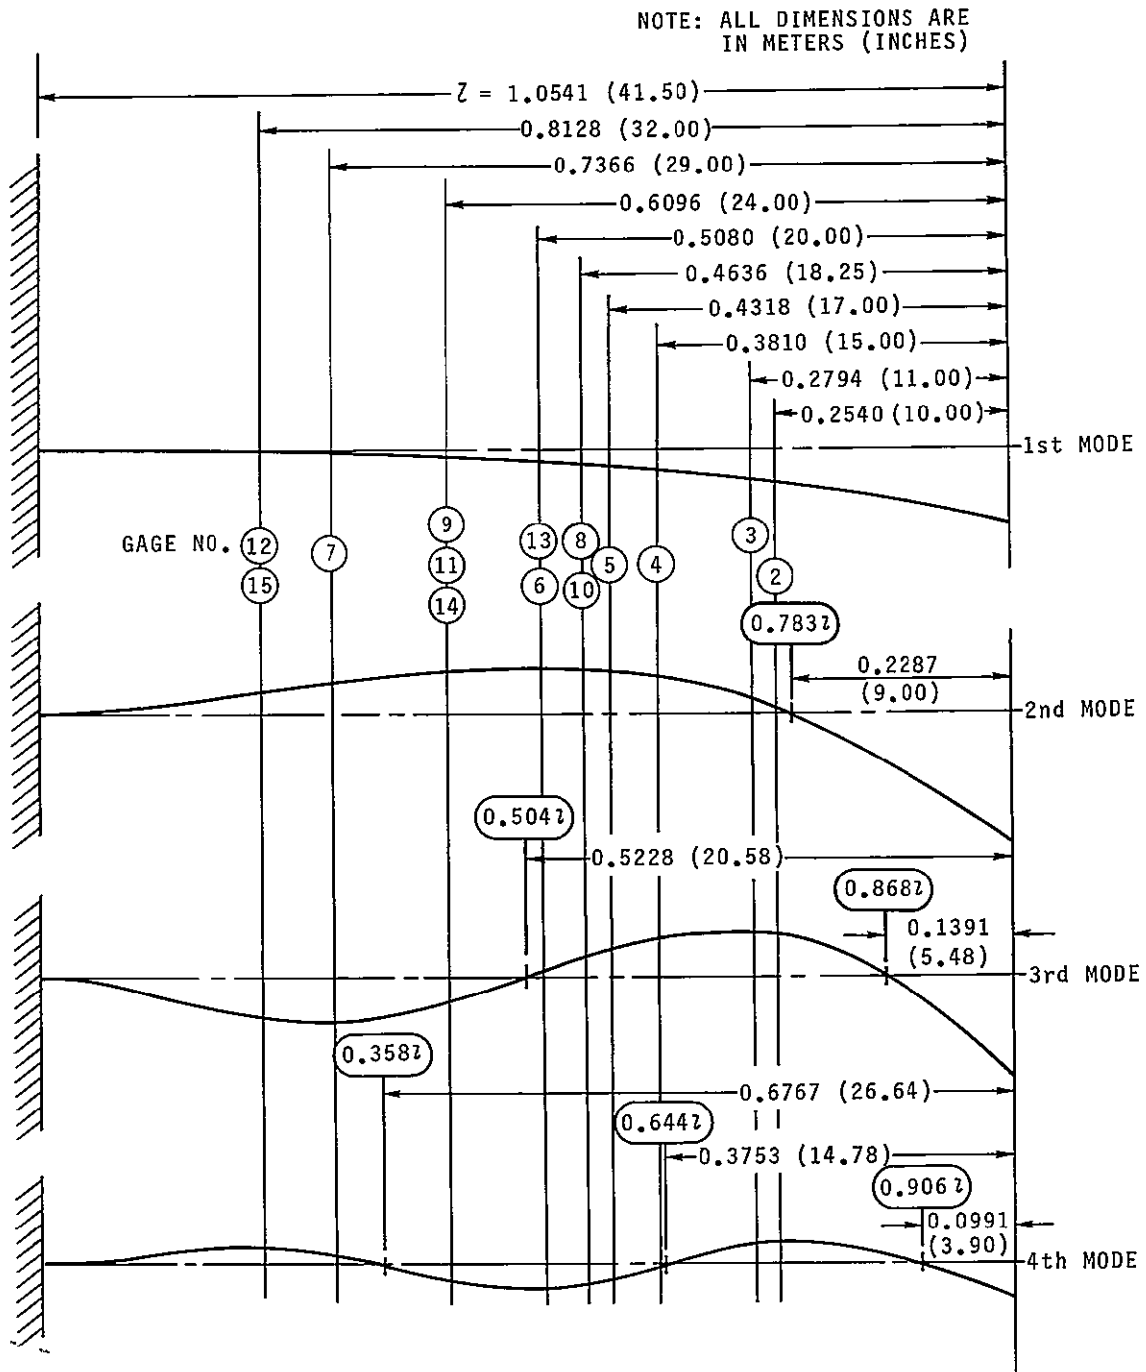 NOTE: ALL DIMENSIONS ARE
IN METERS (INCHES)
l = 1.0541 (41.50)
0.8128 (32.00)
0.7366 (29.00)
0.6096 (24.00)
0.5080 (20.00)
0.4636 (18.25)
0.4318 (17.00)
0.3810 (15.00)
0.2794 (11.00)
0.2540 (10.00)
1st MODE
GAGE NO. 12
15
7
9
11
14
13
6
8
10
5
4
3
2
0.783l
0.2287
(9.00)
2nd MODE
0.504l
0.5228 (20.58)
0.868l
0.1391
(5.48)
3rd MODE
0.358l
0.6767 (26.64)
0.644l
0.3753 (14.78)
0.906l
0.0991
(3.90)
4th MODE